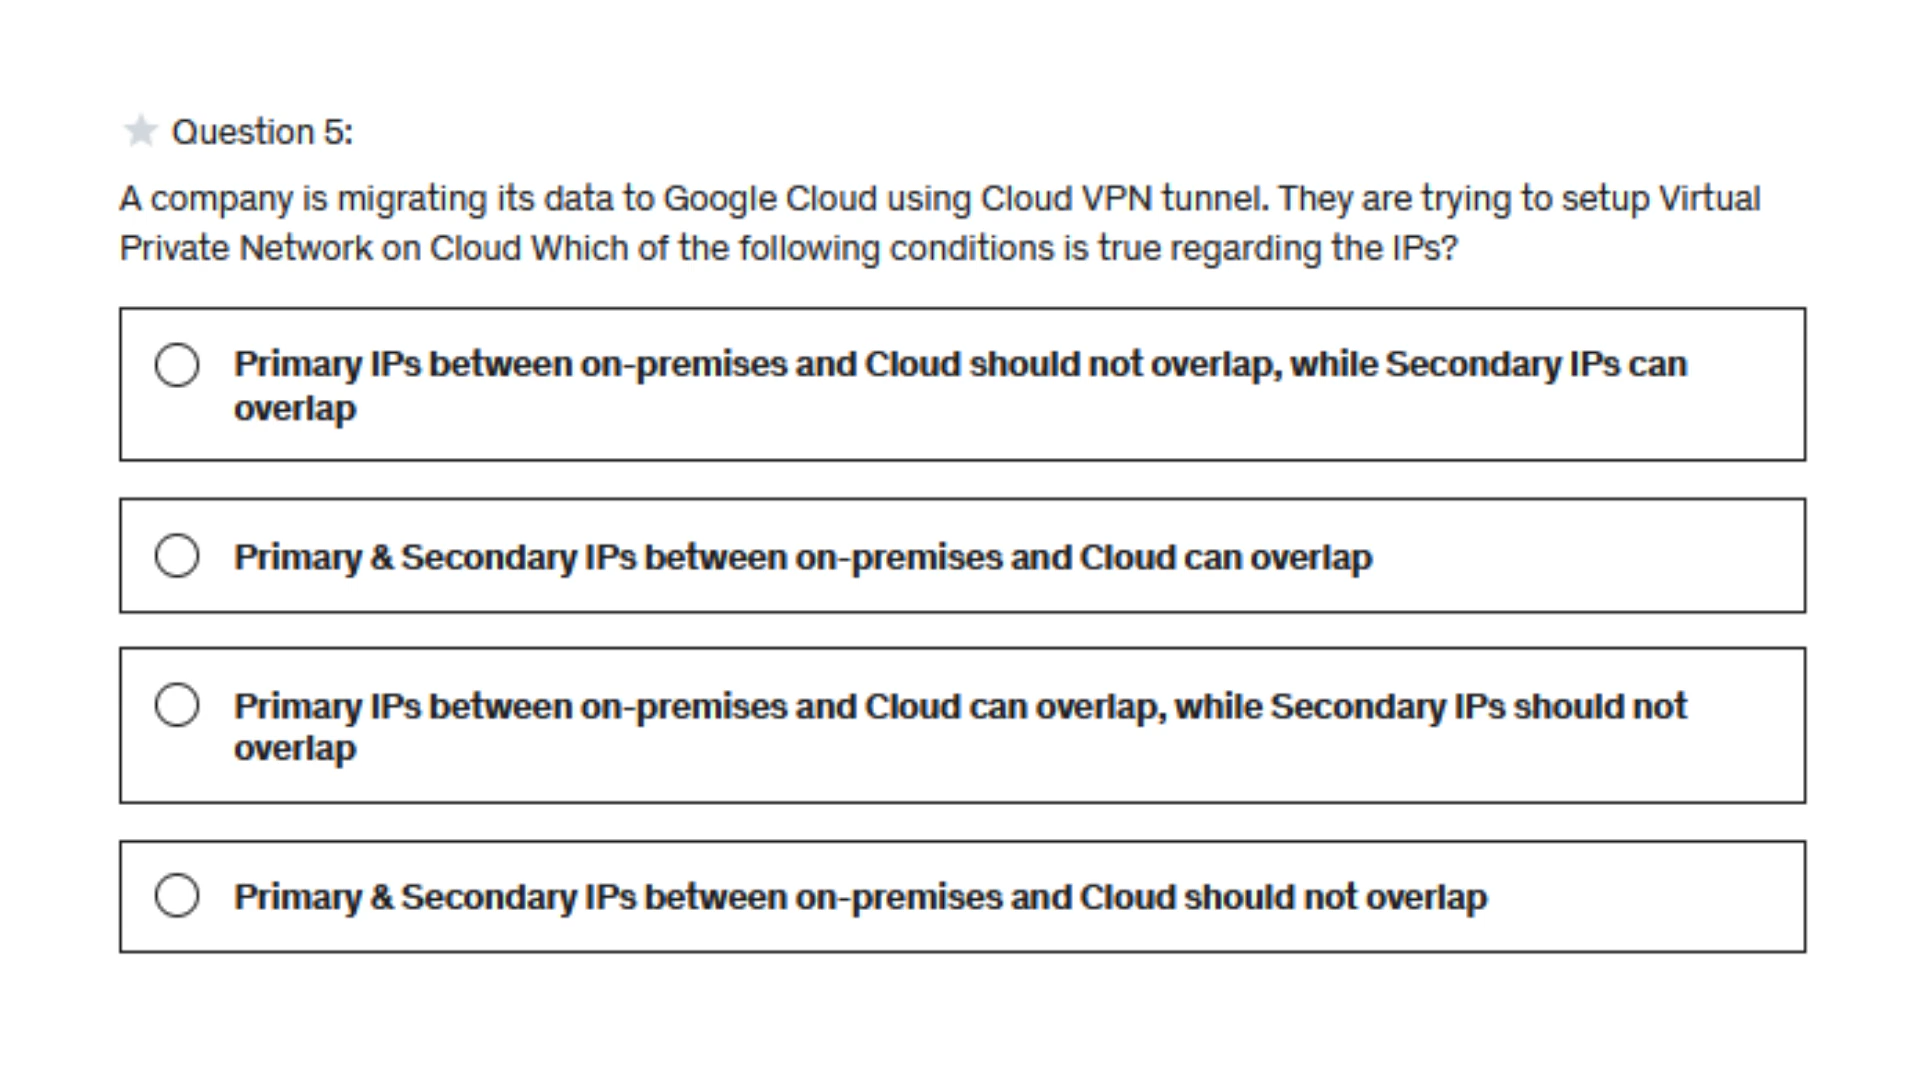 Question 5:
A company is migrating its data to Google Cloud using Cloud VPN tunnel. They are trying to setup Virtual
Private Network on Cloud Which of the following conditions is true regarding the IPs?
Primary IPs between on-premises and Cloud should not overlap, while Secondary IPs can
overlap
Primary & Secondary IPs between on-premises and Cloud can overlap
Primary IPs between on-premises and Cloud can overlap, while Secondary IPs should not
overlap
Primary & Secondary IPs between on-premises and Cloud should not overlap